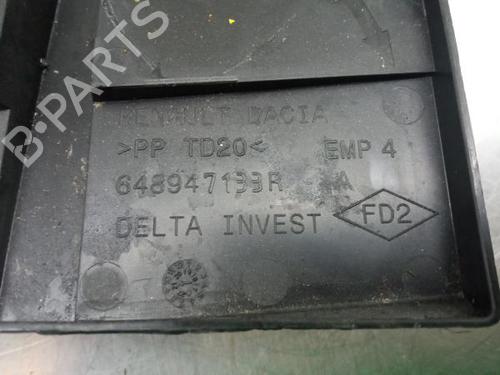 RENAULT DACIA
>PP TD20< EMP 4
648947133R A
DELTA INVEST FD2
B-PARTS